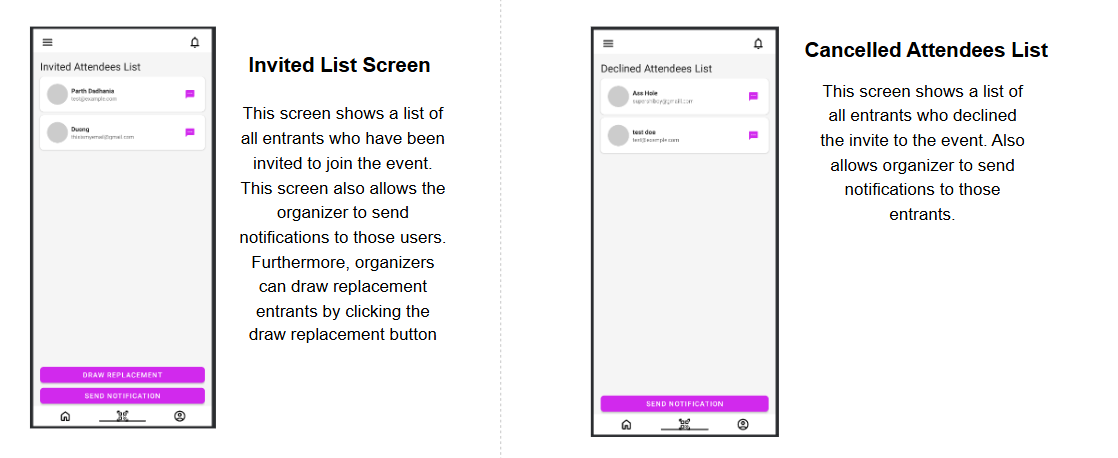 Invited Attendees List
Parth Dadhania
test@example.com
Duong
thisismyemail@gmail.com
DRAW REPLACEMENT
SEND NOTIFICATION
Invited List Screen
This screen shows a list of
all entrants who have been
invited to join the event.
This screen also allows the
organizer to send
notifications to those users.
Furthermore, organizers
can draw replacement
entrants by clicking the
draw replacement button
Declined Attendees List
Ass Hole
test doe
test@example.com
SEND NOTIFICATION
Cancelled Attendees List
This screen shows a list of
all entrants who declined
the invite to the event. Also
allows organizer to send
notifications to those
entrants.